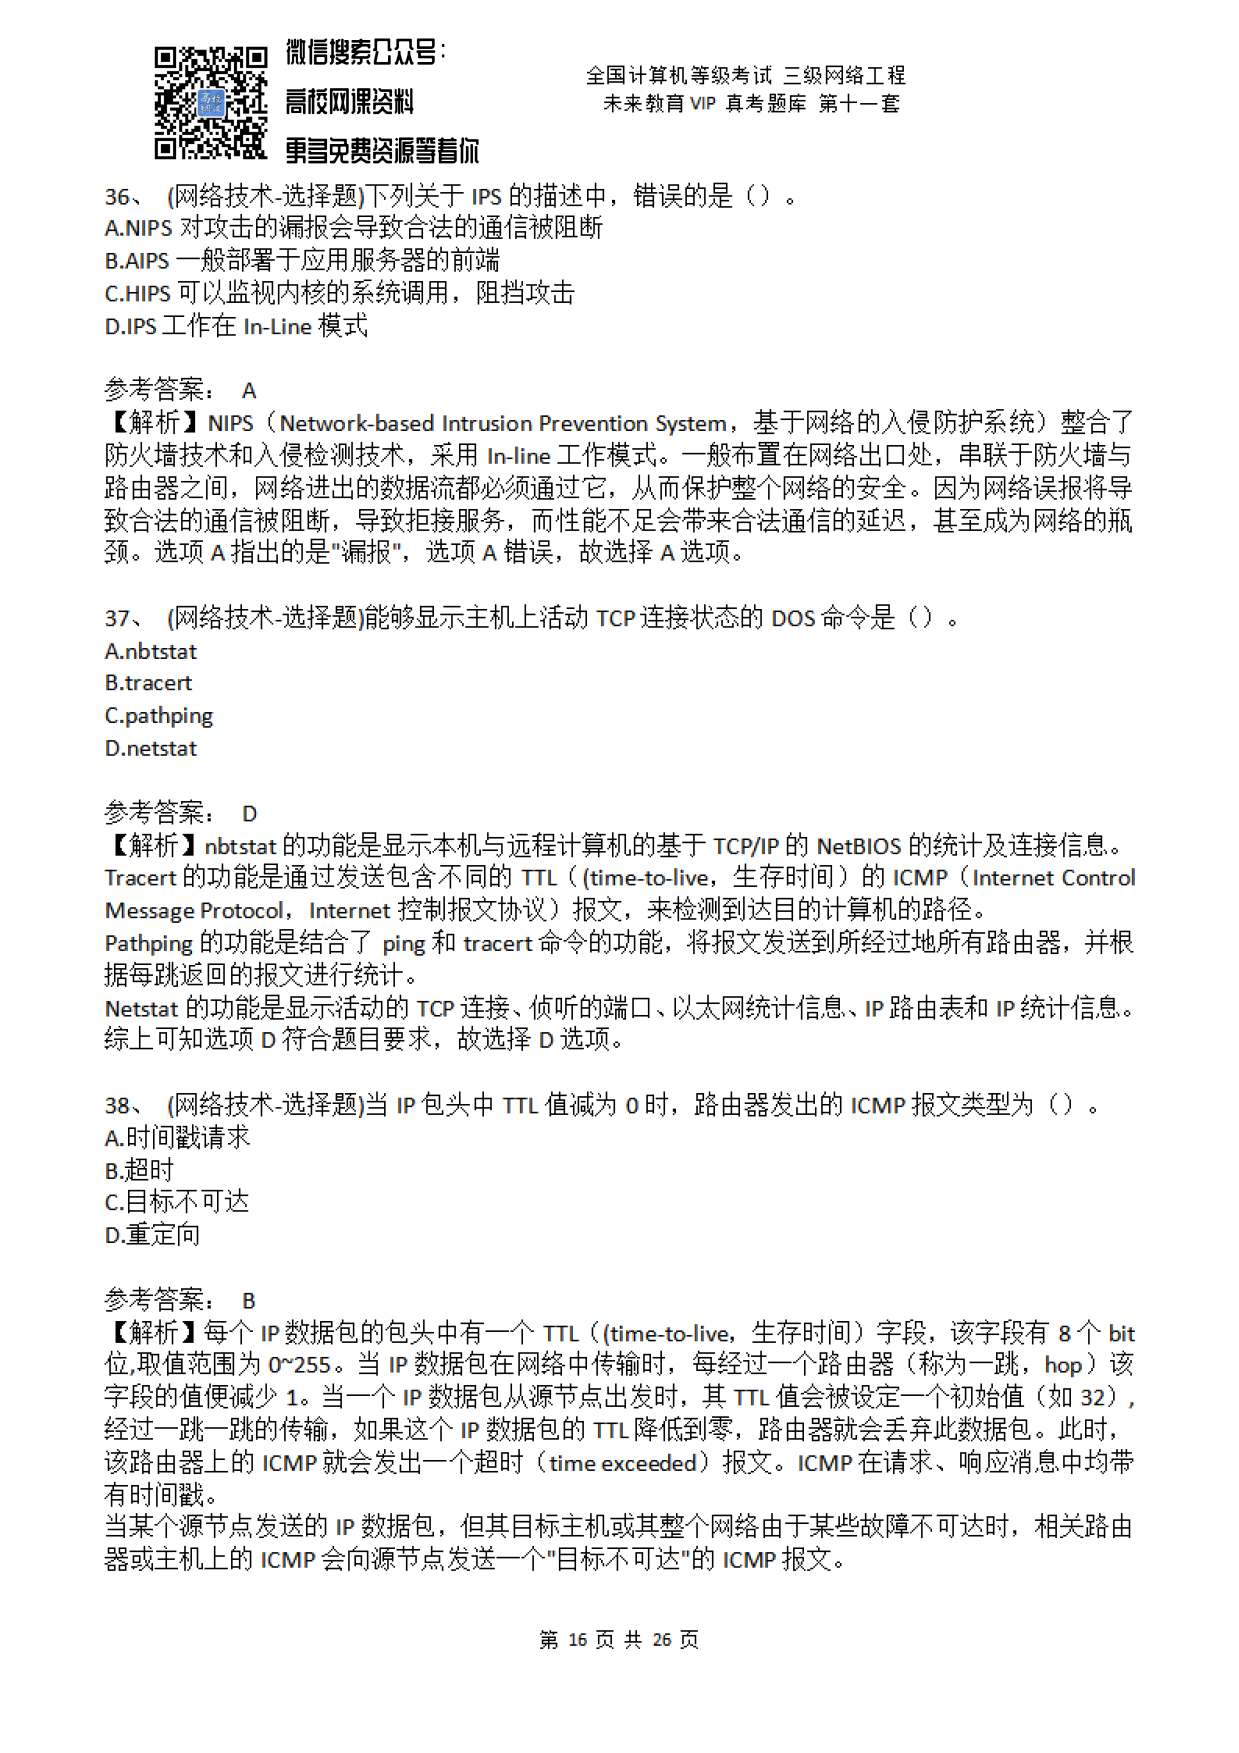 微信搜索公众号：
高校网课资料
更多免费资源等着你
全国计算机等级考试 三级网络工程
未来教育 VIP 真考题库 第十一套
36、 (网络技术-选择题)下列关于 IPS 的描述中，错误的是（）。
A.NIPS 对攻击的漏报会导致合法的通信被阻断
B.AIPS 一般部署于应用服务器的前端
C.HIPS 可以监视内核的系统调用，阻挡攻击
D.IPS 工作在 In-Line 模式
参考答案： A
【解析】NIPS（Network-based Intrusion Prevention System，基于网络的入侵防护系统）整合了
防火墙技术和入侵检测技术，采用 In-line 工作模式。一般布置在网络出口处，串联于防火墙与
路由器之间，网络进出的数据流都必须通过它，从而保护整个网络的安全。因为网络误报将导
致合法的通信被阻断，导致拒接服务，而性能不足会带来合法通信的延迟，甚至成为网络的瓶
颈。选项 A 指出的是"漏报"，选项 A 错误，故选择 A 选项。
37、 (网络技术-选择题)能够显示主机上活动 TCP 连接状态的 DOS 命令是（）。
A.nbtstat
B.tracert
C.pathping
D.netstat
参考答案： D
【解析】nbtstat 的功能是显示本机与远程计算机的基于 TCP/IP 的 NetBIOS 的统计及连接信息。
Tracert 的功能是通过发送包含不同的 TTL（(time-to-live，生存时间）的 ICMP（Internet Control
Message Protocol，Internet 控制报文协议）报文，来检测到达目的计算机的路径。
Pathping 的功能是结合了 ping 和 tracert 命令的功能，将报文发送到所经过地所有路由器，并根
据每跳返回的报文进行统计。
Netstat 的功能是显示活动的 TCP 连接、侦听的端口、以太网统计信息、IP 路由表和 IP 统计信息。
综上可知选项 D 符合题目要求，故选择 D 选项。
38、 (网络技术-选择题)当 IP 包头中 TTL 值减为 0 时，路由器发出的 ICMP 报文类型为（）。
A.时间戳请求
B.超时
C.目标不可达
D.重定向
参考答案： B
【解析】每个 IP 数据包的包头中有一个 TTL（(time-to-live，生存时间）字段，该字段有 8 个 bit
位,取值范围为 0~255。当 IP 数据包在网络中传输时，每经过一个路由器（称为一跳，hop）该
字段的值便减少 1。当一个 IP 数据包从源节点出发时，其 TTL 值会被设定一个初始值（如 32），
经过一跳一跳的传输，如果这个 IP 数据包的 TTL 降低到零，路由器就会丢弃此数据包。此时，
该路由器上的 ICMP 就会发出一个超时（time exceeded）报文。ICMP 在请求、响应消息中均带
有时间戳。
当某个源节点发送的 IP 数据包，但其目标主机或其整个网络由于某些故障不可达时，相关路由
器或主机上的 ICMP 会向源节点发送一个"目标不可达"的 ICMP 报文。
第 16 页 共 26 页